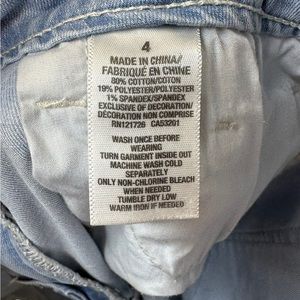 4
MADE IN CHINA/
FABRIQUÉ EN CHINE
80% COTTON/COTON
19% POLYESTER/POLYESTER
1% SPANDEX/SPANDEX
EXCLUSIVE OF DECORATION/
DÉCORATION NON COMPRISE
RN121726 CA53201
WASH ONCE BEFORE
WEARING
TURN GARMENT INSIDE OUT
MACHINE WASH COLD
SEPARATELY
ONLY NON-CHLORINE BLEACH
WHEN NEEDED
TUMBLE DRY LOW
WARM IRON IF NEEDED